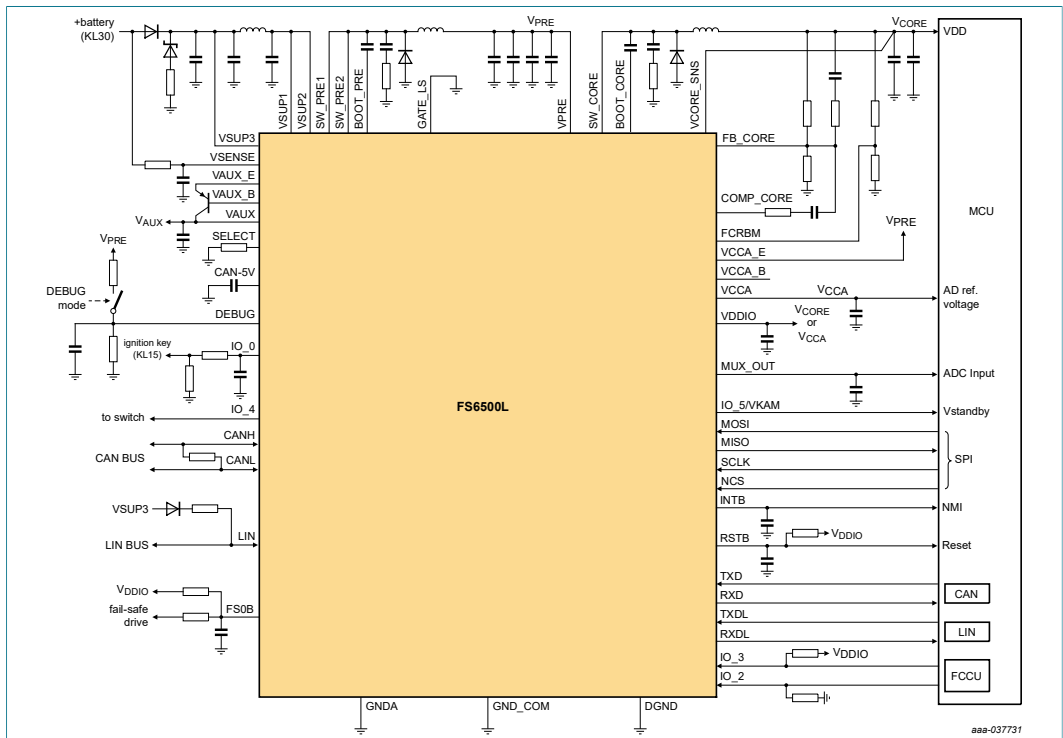 +battery
(KL30)
VPRE
VCORE
VDD
VSUP1
VSUP2
SW_PRE1
SW_PRE2
BOOT_PRE
GATE_LS
VPRE
SW_CORE
BOOT_CORE
VCORE_SNS
VSUP3
VSENSE
VAUX_E
VAUX_B
VAUX
VAUX
SELECT
VPRE
CAN-5V
DEBUG
mode
DEBUG
ignition key
(KL15)
IO_0
to switch
IO_4
CANH
CAN BUS
CANL
VSUP3
LIN BUS
LIN
VDDIO
fail-safe
drive
FS0B
FS6500L
GNDA
GND_COM
DGND
FB_CORE
COMP_CORE
FCRBM
VPRE
VCCA_E
VCCA_B
VCCA
VCCA
VDDIO
VCORE
or
VCCA
MUX_OUT
IO_5/VKAM
MOSI
MISO
SCLK
NCS
INTB
RSTB
VDDIO
TXD
RXD
TXDL
RXDL
IO_3
VDDIO
IO_2
MCU
AD ref.
voltage
ADC Input
Vstandby
SPI
NMI
Reset
CAN
LIN
FCCU
aaa-037731